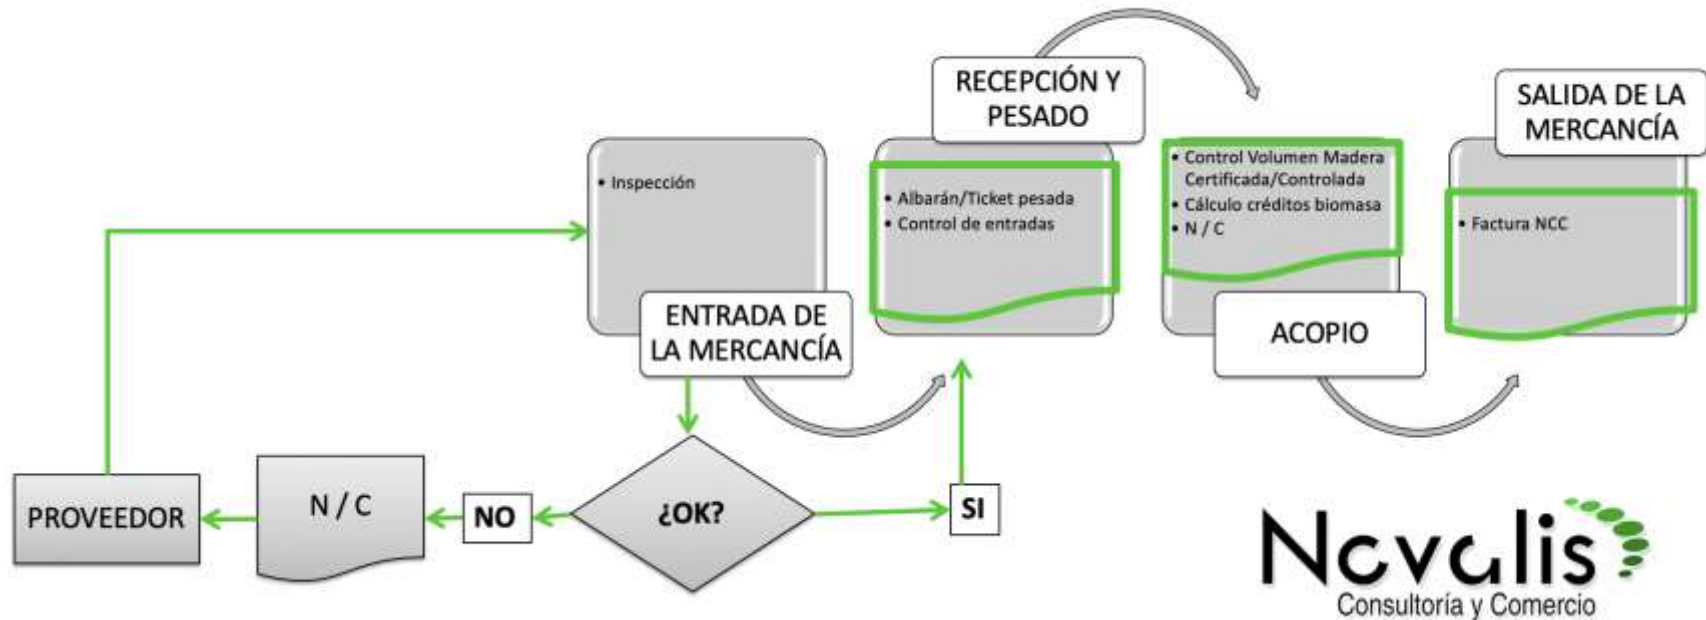 RECEPCIÓN Y
PESADO
SALIDA DE LA
MERCANCÍA
• Inspección
• Albarán/Ticket pesada
• Control de entradas
• Control Volumen Madera
Certificada/Controlada
• Cálculo créditos biomasa
• N / C
• Factura NCC
ENTRADA DE
LA MERCANCÍA
ACOPIO
PROVEEDOR
N / C
NO
¿OK?
SI
Novalis
Consultoría y Comercio